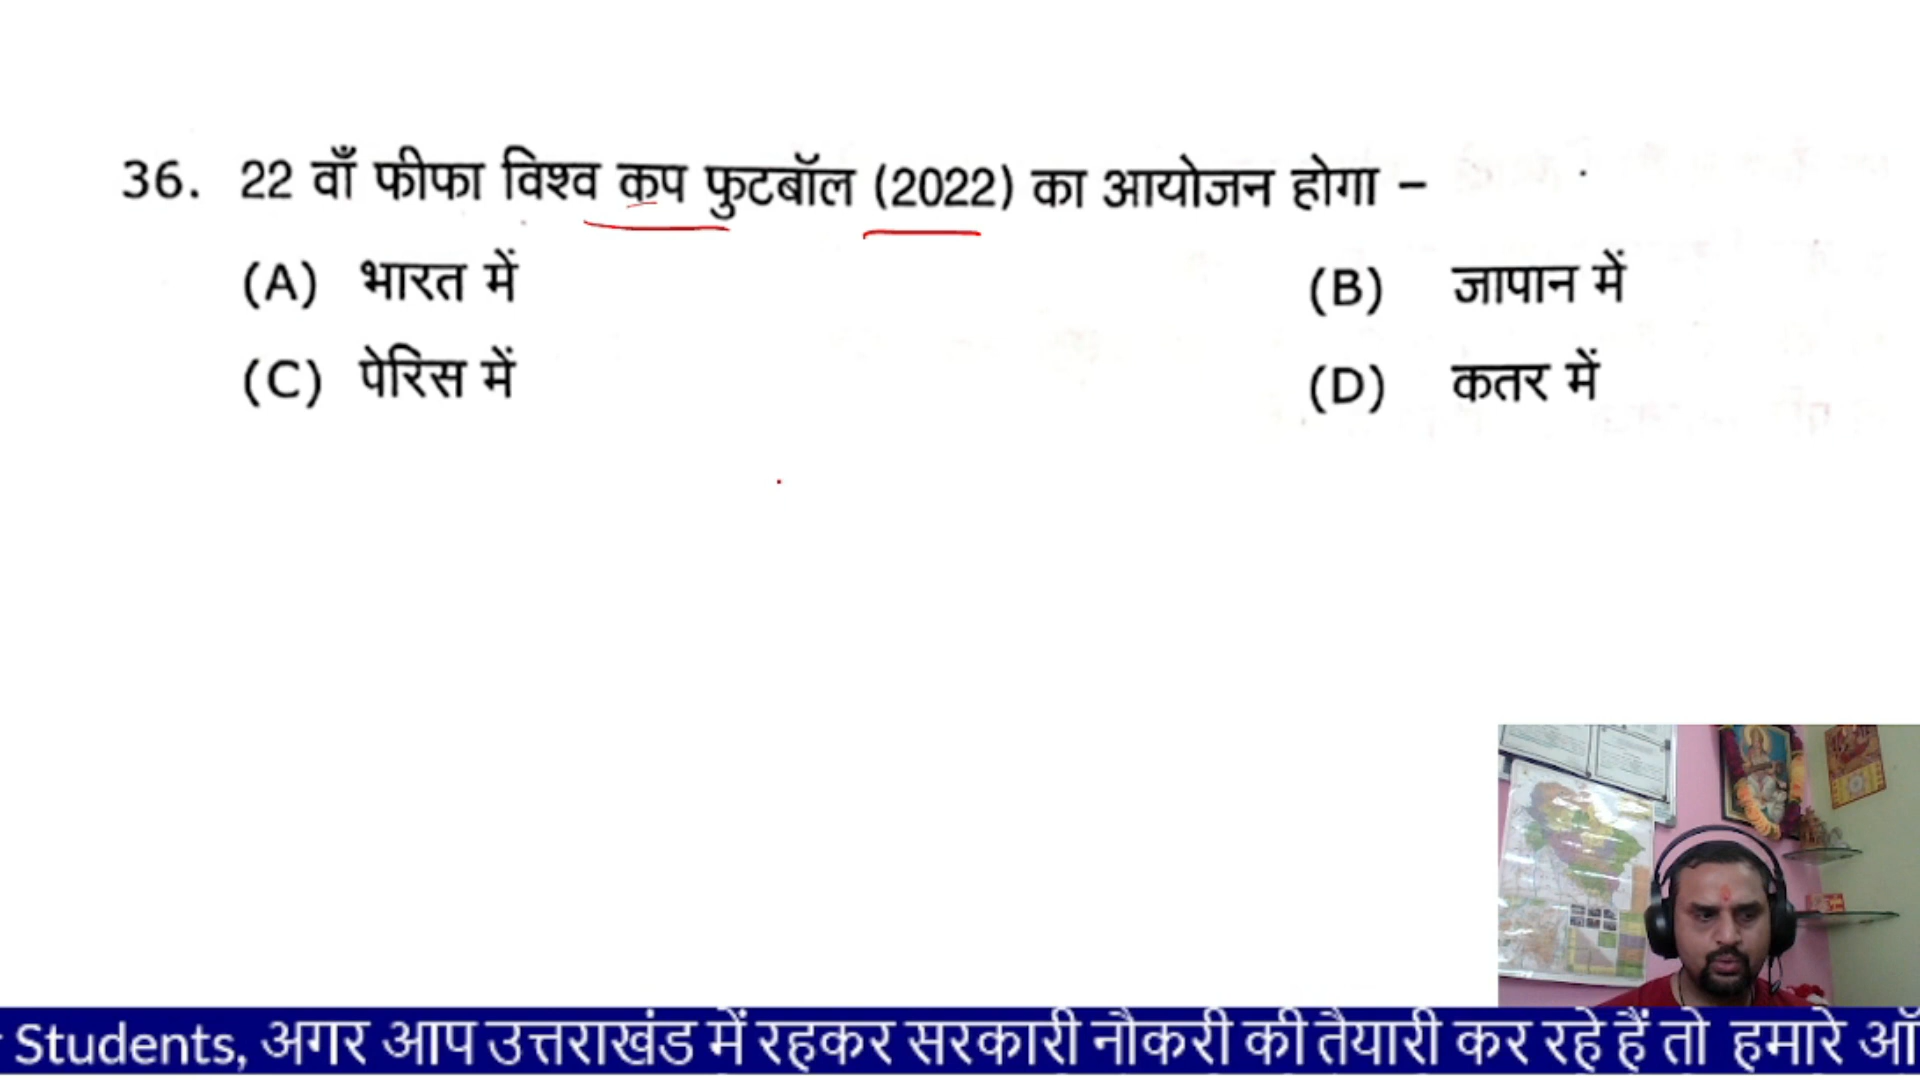 36. 22 वाँ फीफा विश्व कप फुटबॉल (2022) का आयोजन होगा –
(A) भारत में
(B) जापान में
(C) पेरिस में
(D) कतर में
Students, अगर आप उत्तराखंड में रहकर सरकारी नौकरी की तैयारी कर रहे हैं तो हमारे